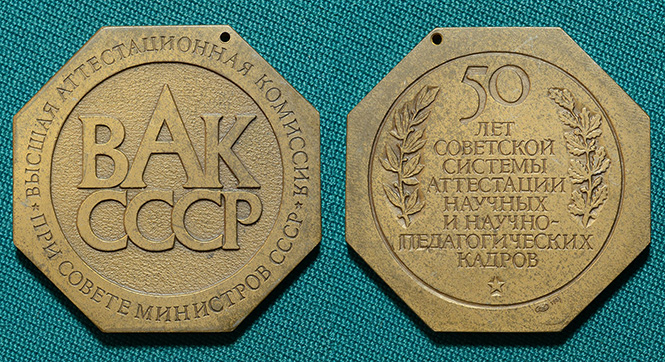 * ВЫСШАЯ АТТЕСТАЦИОННАЯ КОМИССИЯ *
ПРИ СОВЕТЕ МИНИСТРОВ СССР
ВАК
СССР
50
ЛЕТ
СОВЕТСКОЙ
СИСТЕМЫ
АТТЕСТАЦИИ
НАУЧНЫХ
И НАУЧНО-
ПЕДАГОГИЧЕСКИХ
КАДРОВ